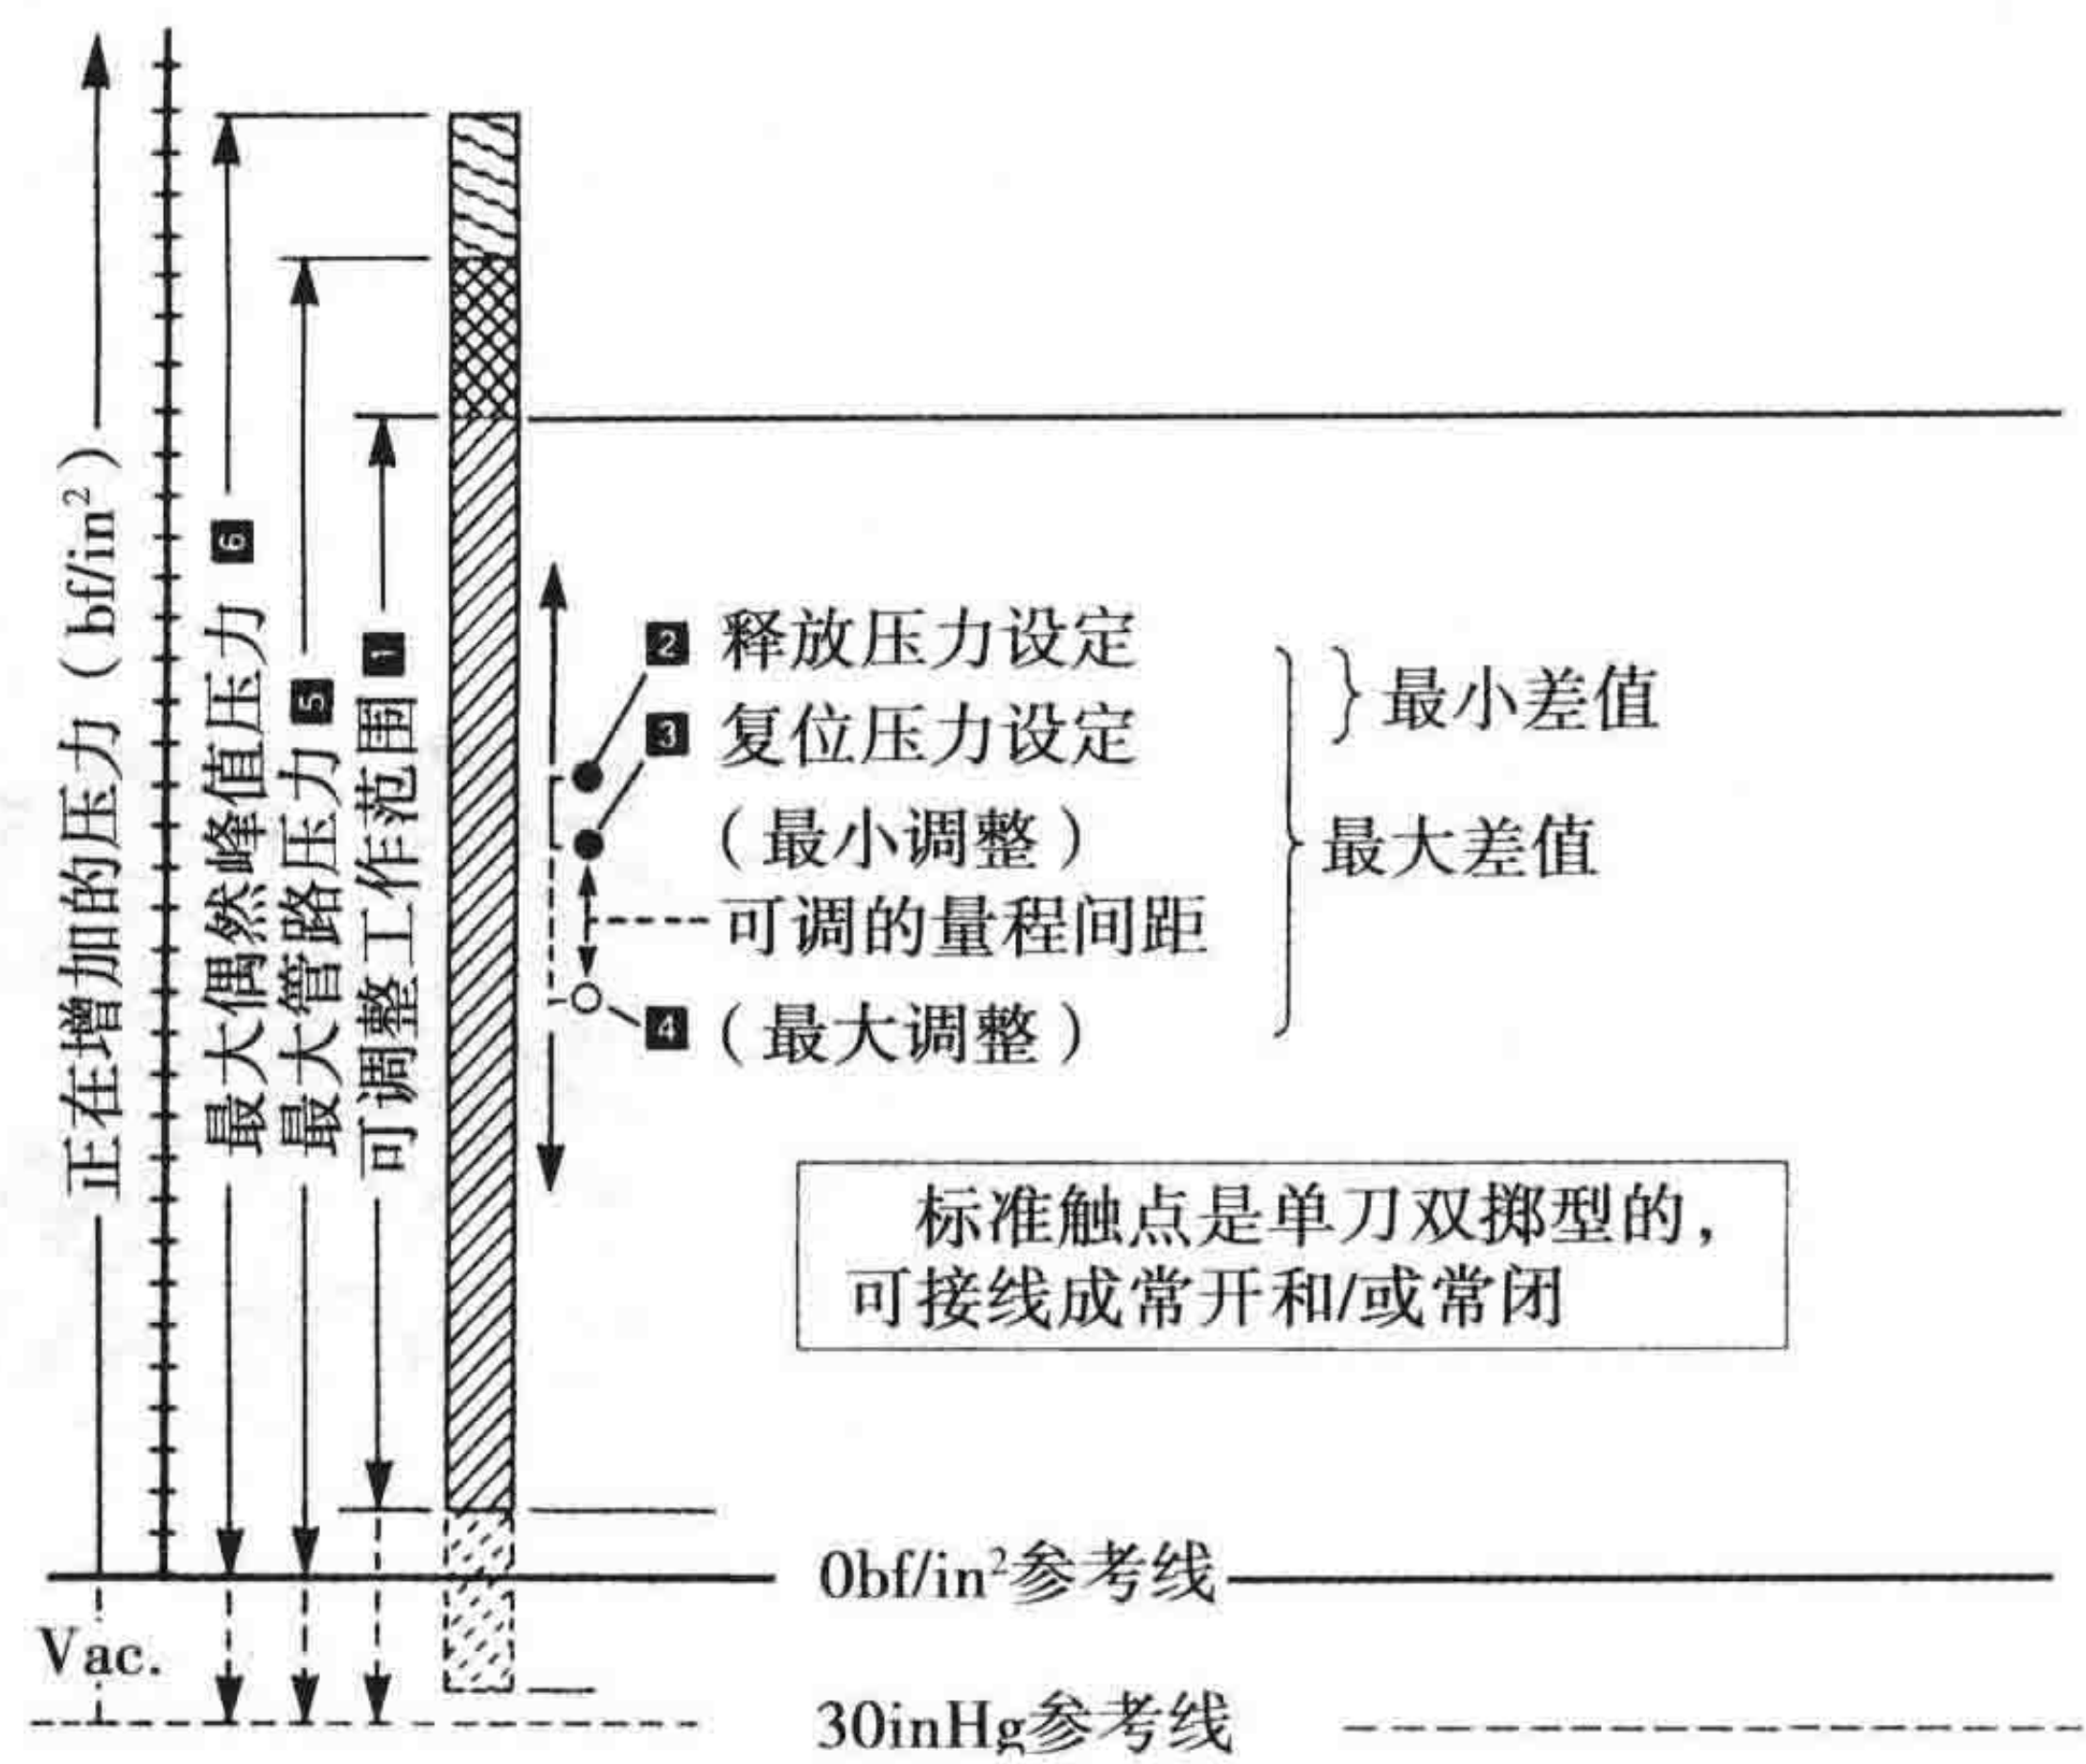 正在增加的压力（bf/in²）
最大偶然峰值压力 6
最大管路压力 5
可调整工作范围 1
2 释放压力设定
3 复位压力设定
（最小调整）
可调的量程间距
4 （最大调整）
最小差值
最大差值
标准触点是单刀双掷型的，
可接线成常开和/或常闭
0bf/in²参考线
Vac.
30inHg参考线